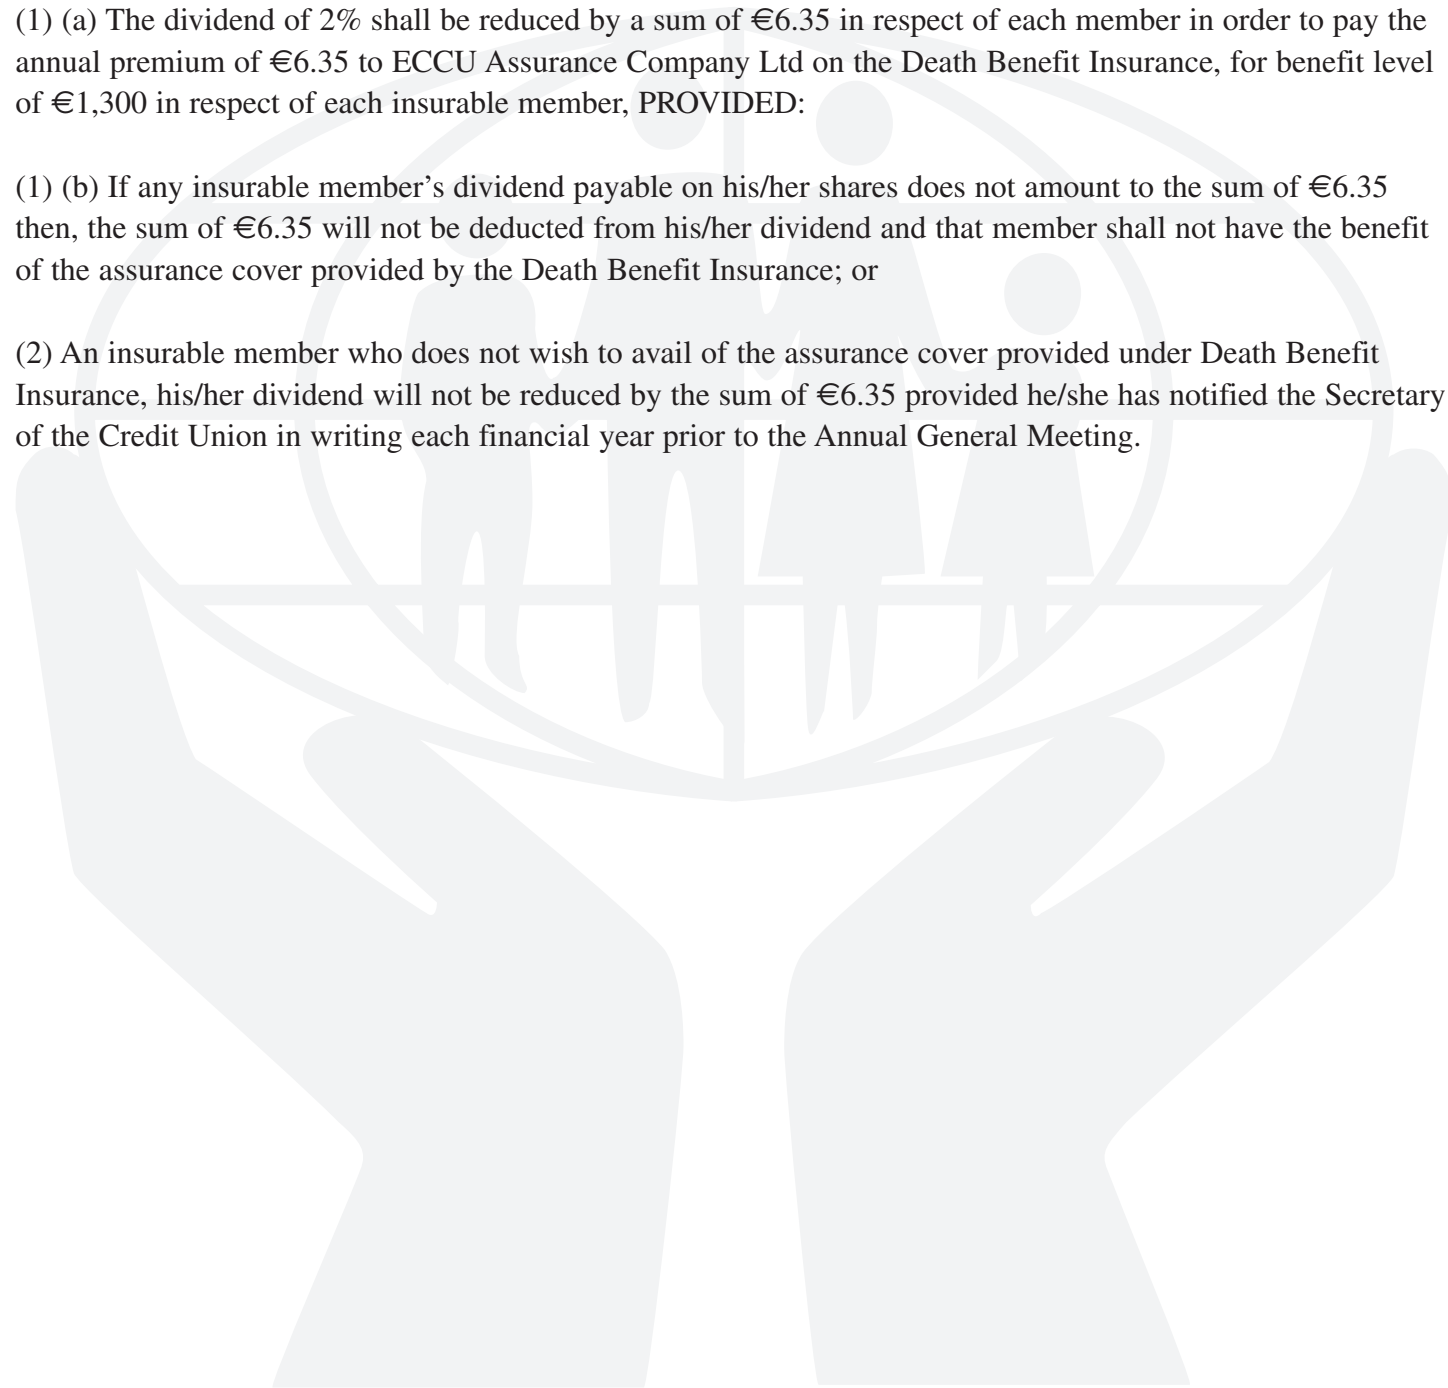 (1) (a) The dividend of 2% shall be reduced by a sum of €6.35 in respect of each member in order to pay the
annual premium of €6.35 to ECCU Assurance Company Ltd on the Death Benefit Insurance, for benefit level
of €1,300 in respect of each insurable member, PROVIDED:
(1) (b) If any insurable member’s dividend payable on his/her shares does not amount to the sum of €6.35
then, the sum of €6.35 will not be deducted from his/her dividend and that member shall not have the benefit
of the assurance cover provided by the Death Benefit Insurance; or
(2) An insurable member who does not wish to avail of the assurance cover provided under Death Benefit
Insurance, his/her dividend will not be reduced by the sum of €6.35 provided he/she has notified the Secretary
of the Credit Union in writing each financial year prior to the Annual General Meeting.